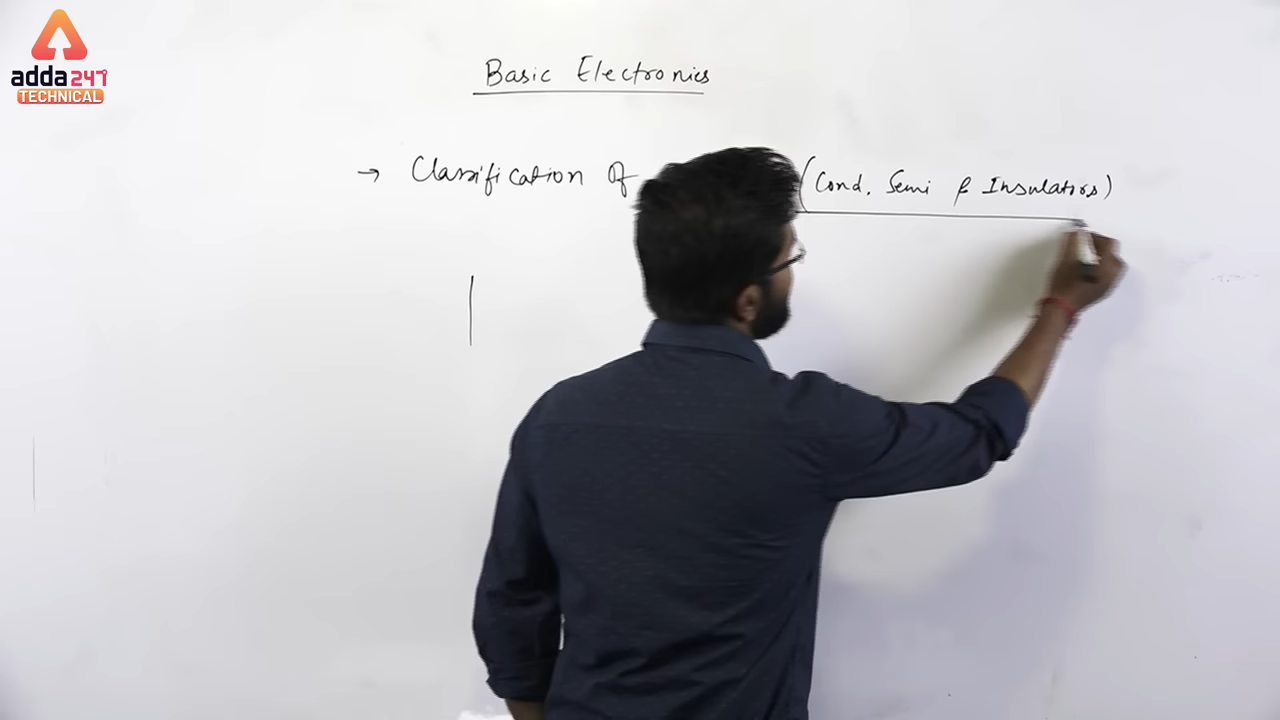 adda247
TECHNICAL
Basic Electronics
→ Classification of (Cond. Semi & Insulators)